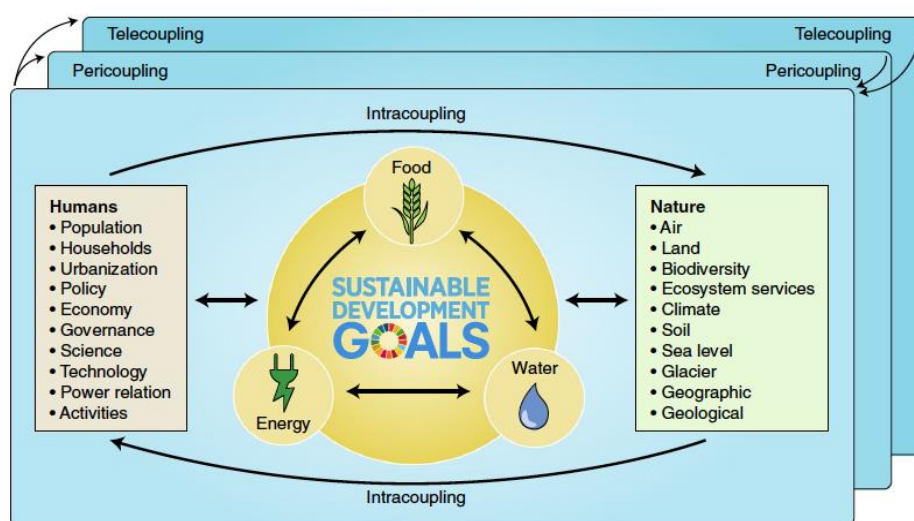 Telecoupling Telecoupling
Pericoupling Pericoupling
Intracoupling
Food
Humans
• Population
• Households
• Urbanization
• Policy
• Economy
• Governance
• Science
• Technology
• Power relation
• Activities
SUSTAINABLE
DEVELOPMENT
GOALS
Energy
Water
Nature
• Air
• Land
• Biodiversity
• Ecosystem services
• Climate
• Soil
• Sea level
• Glacier
• Geographic
• Geological
Intracoupling